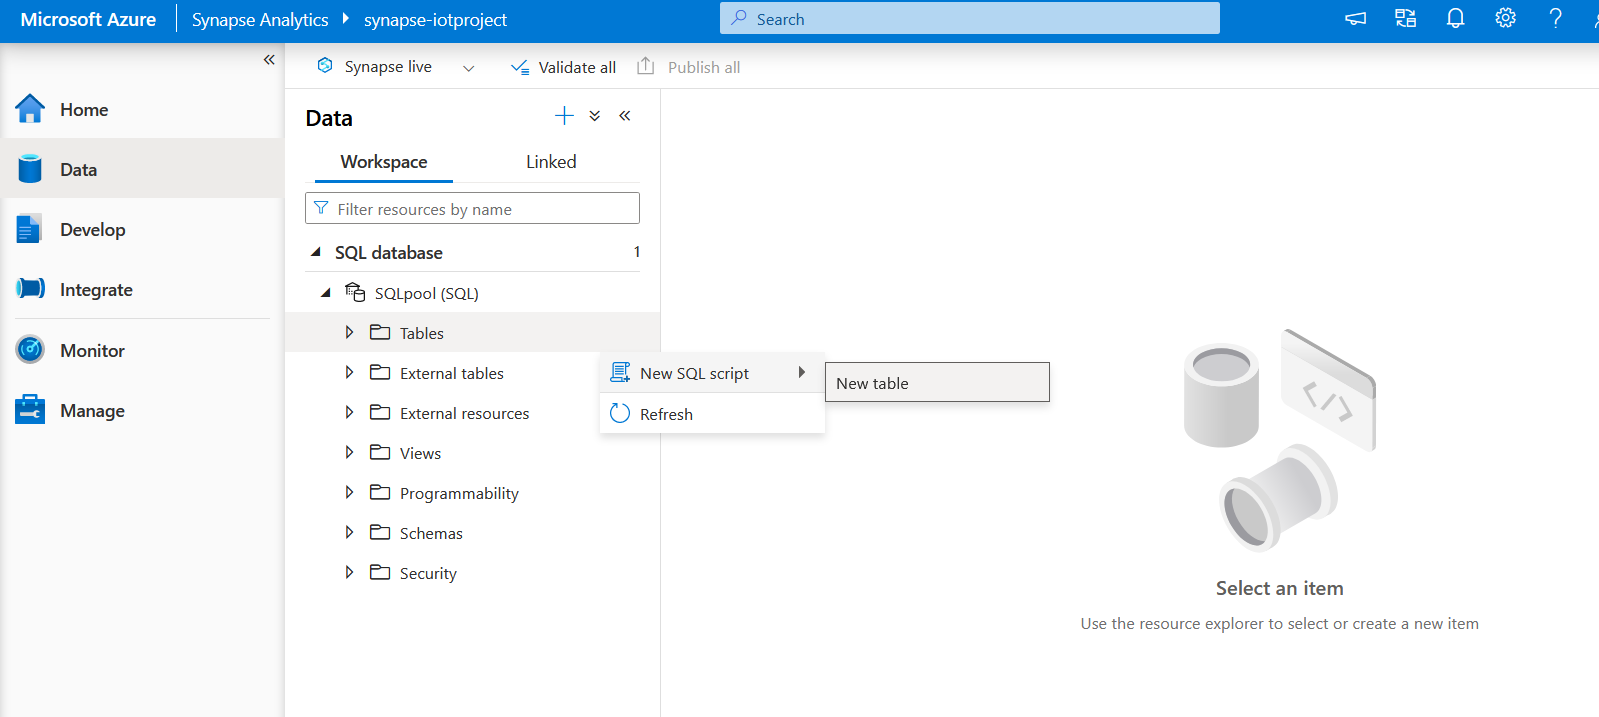 Microsoft Azure
Synapse Analytics
synapse-iotproject
Search
Synapse live
Validate all
Publish all
Home
Data
Develop
Integrate
Monitor
Manage
Data
Workspace
Linked
Filter resources by name
SQL database
1
SQLpool (SQL)
Tables
External tables
External resources
Views
Programmability
Schemas
Security
New SQL script
Refresh
New table
Select an item
Use the resource explorer to select or create a new item